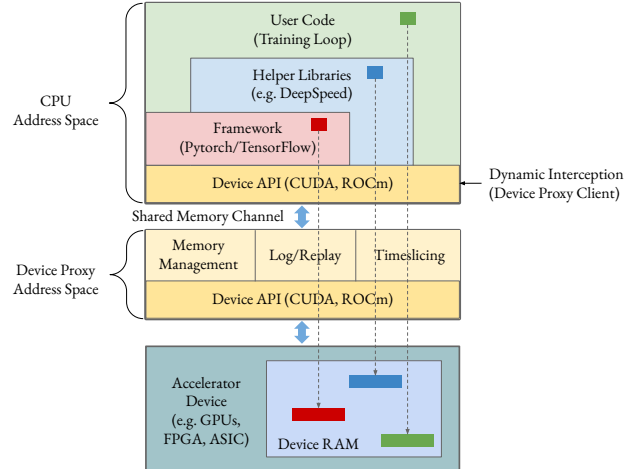 User Code
(Training Loop)
Helper Libraries
(e.g. DeepSpeed)
CPU
Address Space
Framework
(Pytorch/TensorFlow)
Device API (CUDA, ROCm)
Dynamic Interception
(Device Proxy Client)
Shared Memory Channel
Device Proxy
Address Space
Memory
Management
Log/Replay
Timeslicing
Device API (CUDA, ROCm)
Accelerator
Device
(e.g. GPUs,
FPGA, ASIC)
Device RAM